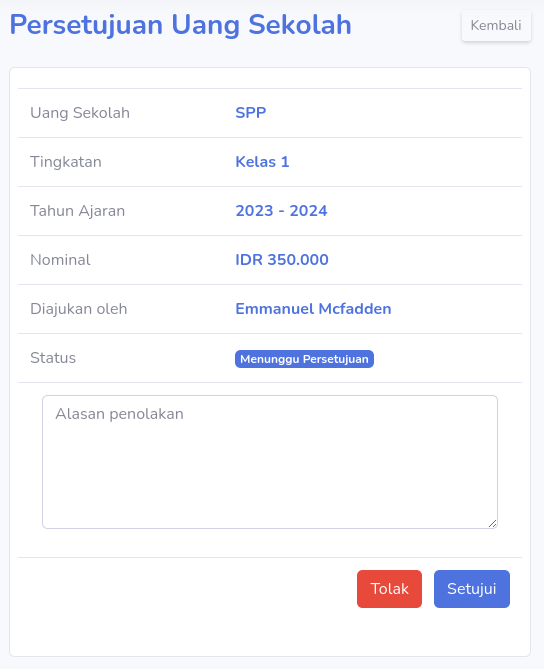 Persetujuan Uang Sekolah
Kembali
Uang Sekolah SPP
Tingkatan Kelas 1
Tahun Ajaran 2023 - 2024
Nominal IDR 350.000
Diajukan oleh Emmanuel Mcfadden
Status Menunggu Persetujuan
Alasan penolakan
Tolak Setujui